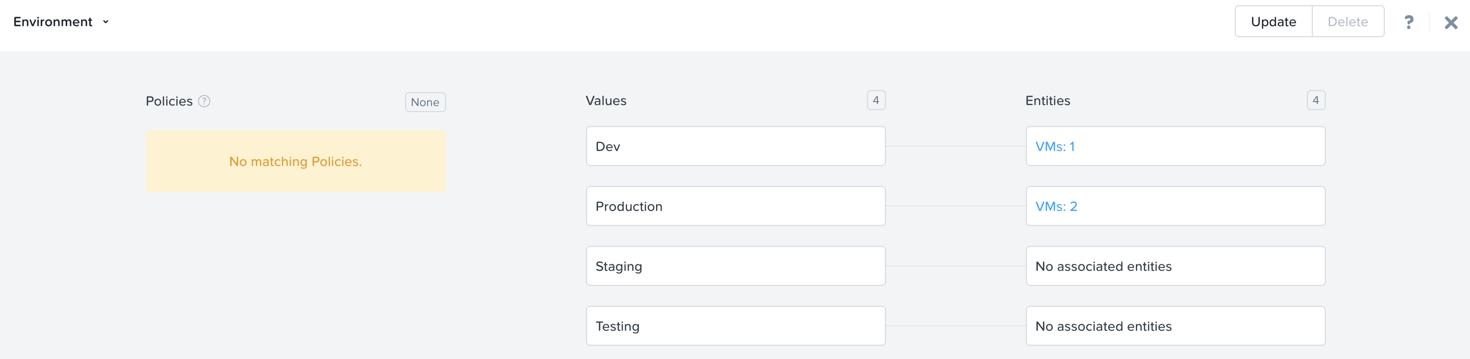 Environment
Update
Delete
?
Policies ?
None
No matching Policies.
Values
4
Entities
4
Dev
VMs: 1
Production
VMs: 2
Staging
No associated entities
Testing
No associated entities